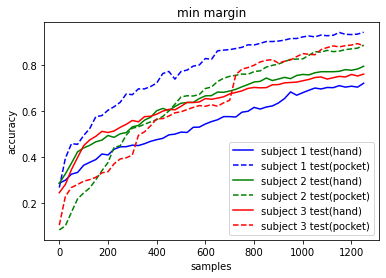 min margin
accuracy
0.8
0.6
0.4
0.2
subject 1 test(hand)
subject 1 test(pocket)
subject 2 test(hand)
subject 2 test(pocket)
subject 3 test(hand)
subject 3 test(pocket)
0 200 400 600 800 1000 1200
samples